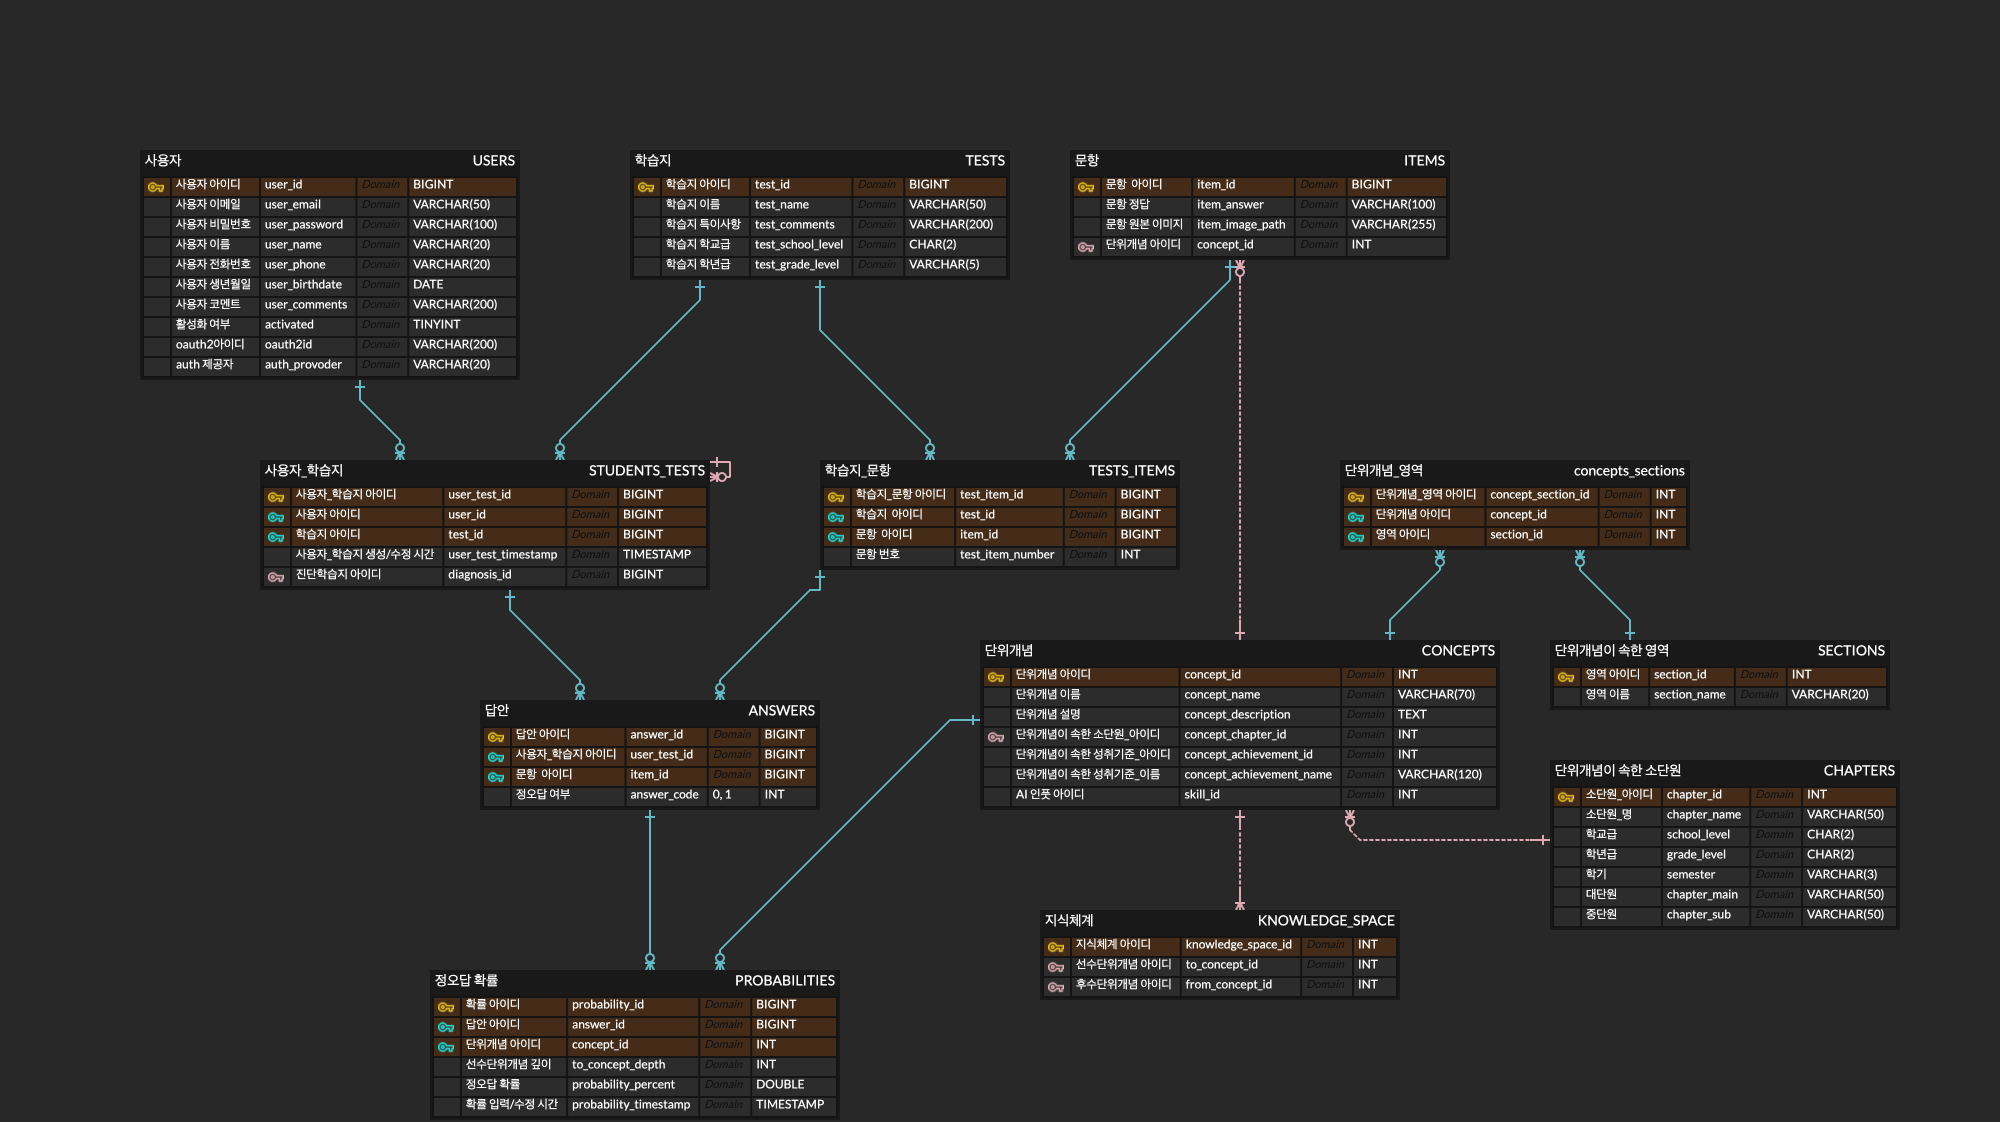 사용자 USERS
사용자 아이디 user_id Domain BIGINT
사용자 이메일 user_email Domain VARCHAR(50)
사용자 비밀번호 user_password Domain VARCHAR(100)
사용자 이름 user_name Domain VARCHAR(20)
사용자 전화번호 user_phone Domain VARCHAR(20)
사용자 생년월일 user_birthdate Domain DATE
사용자 코멘트 user_comments Domain VARCHAR(200)
활성화 여부 activated Domain TINYINT
oauth2아이디 oauth2id Domain VARCHAR(200)
auth 제공자 auth_provoder Domain VARCHAR(20)
학습지 TESTS
학습지 아이디 test_id Domain BIGINT
학습지 이름 test_name Domain VARCHAR(50)
학습지 특이사항 test_comments Domain VARCHAR(200)
학습지 학교급 test_school_level Domain CHAR(2)
학습지 학년급 test_grade_level Domain VARCHAR(5)
문항 ITEMS
문항 아이디 item_id Domain BIGINT
문항 정답 item_answer Domain VARCHAR(100)
문항 원본 이미지 item_image_path Domain VARCHAR(255)
단위개념 아이디 concept_id Domain INT
사용자_학습지 STUDENTS_TESTS
사용자_학습지 아이디 user_test_id Domain BIGINT
사용자 아이디 user_id Domain BIGINT
학습지 아이디 test_id Domain BIGINT
사용자_학습지 생성/수정 시간 user_test_timestamp Domain TIMESTAMP
진단학습지 아이디 diagnosis_id Domain BIGINT
학습지_문항 TESTS_ITEMS
학습지_문항 아이디 test_item_id Domain BIGINT
학습지 아이디 test_id Domain BIGINT
문항 아이디 item_id Domain BIGINT
문항 번호 test_item_number Domain INT
단위개념_영역 concepts_sections
단위개념_영역 아이디 concept_section_id Domain INT
단위개념 아이디 concept_id Domain INT
영역 아이디 section_id Domain INT
답안 ANSWERS
답안 아이디 answer_id Domain BIGINT
사용자_학습지 아이디 user_test_id Domain BIGINT
문항 아이디 item_id Domain BIGINT
정오답 여부 answer_code 0, 1 INT
단위개념 CONCEPTS
단위개념 아이디 concept_id Domain INT
단위개념 이름 concept_name Domain VARCHAR(70)
단위개념 설명 concept_description Domain TEXT
단위개념이 속한 소단원_아이디 concept_chapter_id Domain INT
단위개념이 속한 성취기준_아이디 concept_achievement_id Domain INT
단위개념이 속한 성취기준_이름 concept_achievement_name Domain VARCHAR(120)
AI 인풋 아이디 skill_id Domain INT
단위개념이 속한 영역 SECTIONS
영역 아이디 section_id Domain INT
영역 이름 section_name Domain VARCHAR(20)
단위개념이 속한 소단원 CHAPTERS
소단원_아이디 chapter_id Domain INT
소단원_명 chapter_name Domain VARCHAR(50)
학교급 school_level Domain CHAR(2)
학년급 grade_level Domain CHAR(2)
학기 semester Domain VARCHAR(3)
대단원 chapter_main Domain VARCHAR(50)
중단원 chapter_sub Domain VARCHAR(50)
지식체계 KNOWLEDGE_SPACE
지식체계 아이디 knowledge_space_id Domain INT
선수단위개념 아이디 to_concept_id Domain INT
후수단위개념 아이디 from_concept_id Domain INT
정오답 확률 PROBABILITIES
확률 아이디 probability_id Domain BIGINT
답안 아이디 answer_id Domain BIGINT
단위개념 아이디 concept_id Domain INT
선수단위개념 깊이 to_concept_depth Domain INT
정오답 확률 probability_percent Domain DOUBLE
확률 입력/수정 시간 probability_timestamp Domain TIMESTAMP